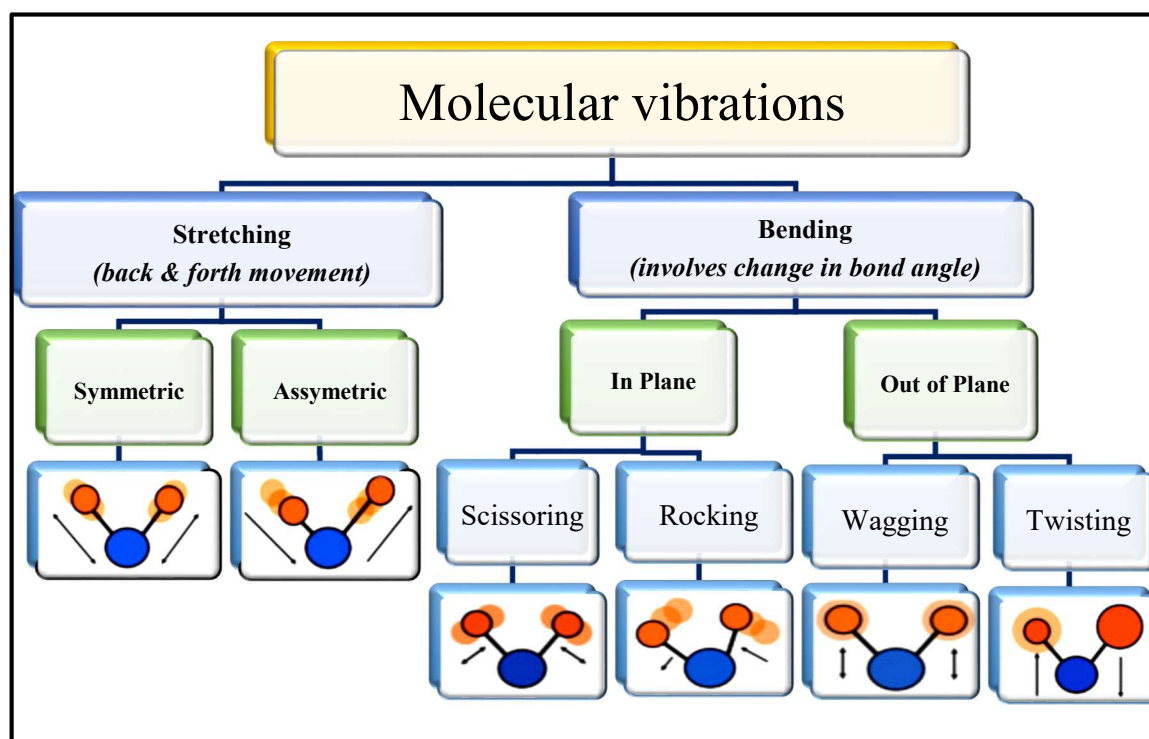 Molecular vibrations
Stretching
(back & forth movement)
Bending
(involves change in bond angle)
Symmetric
Assymetric
In Plane
Out of Plane
Scissoring
Rocking
Wagging
Twisting